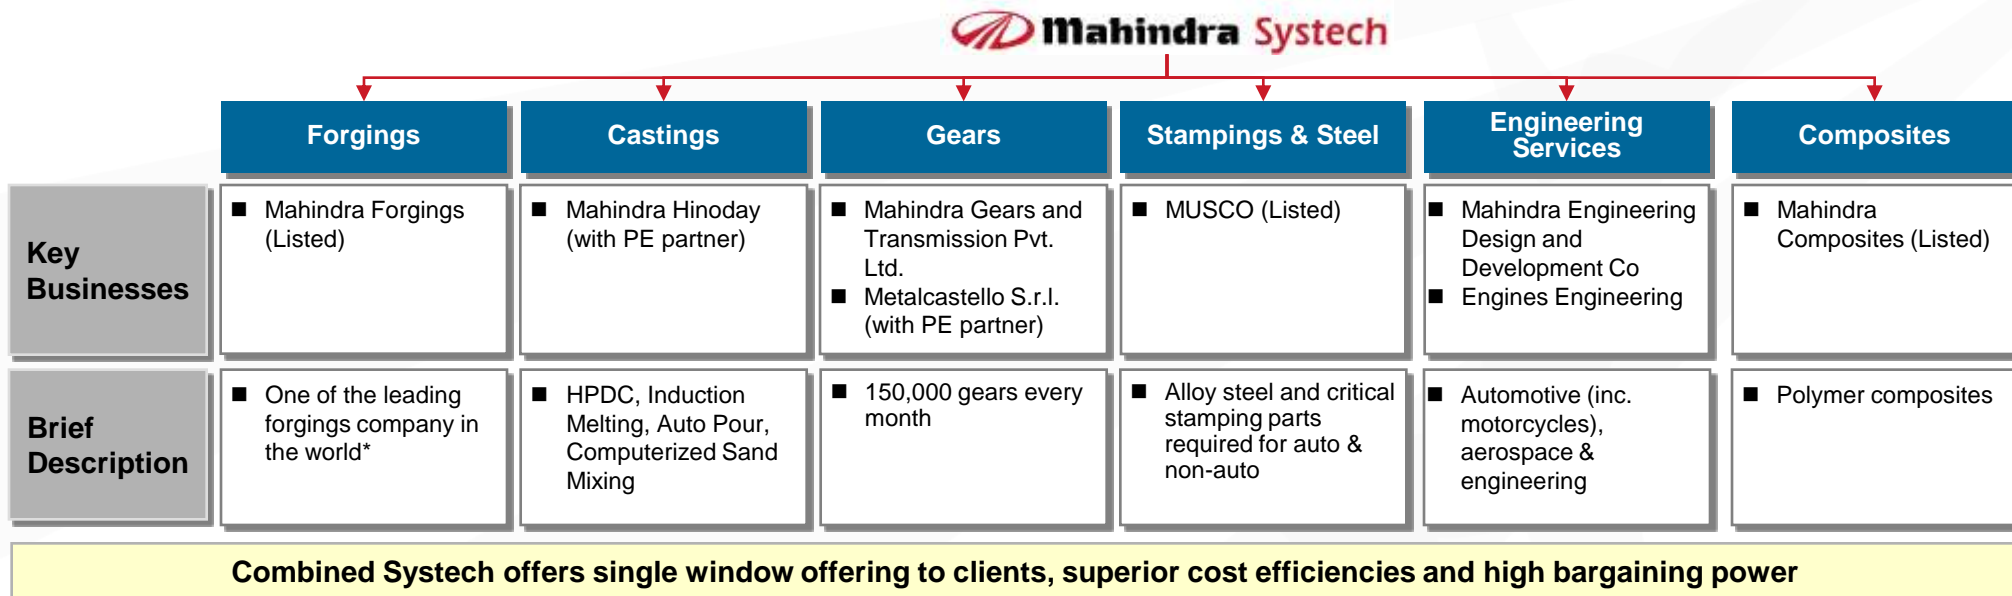 Mahindra Systech
Forgings
Castings
Gears
Stampings & Steel
Engineering
Services
Composites
Key
Businesses
Mahindra Forgings
(Listed)
Mahindra Hinoday
(with PE partner)
Mahindra Gears and
Transmission Pvt.
Ltd.
Metalcastello S.r.l.
(with PE partner)
MUSCO (Listed)
Mahindra Engineering
Design and
Development Co
Engines Engineering
Mahindra
Composites (Listed)
Brief
Description
One of the leading
forgings company in
the world*
HPDC, Induction
Melting, Auto Pour,
Computerized Sand
Mixing
150,000 gears every
month
Alloy steel and critical
stamping parts
required for auto &
non-auto
Automotive (inc.
motorcycles),
aerospace &
engineering
Polymer composites
Combined Systech offers single window offering to clients, superior cost efficiencies and high bargaining power